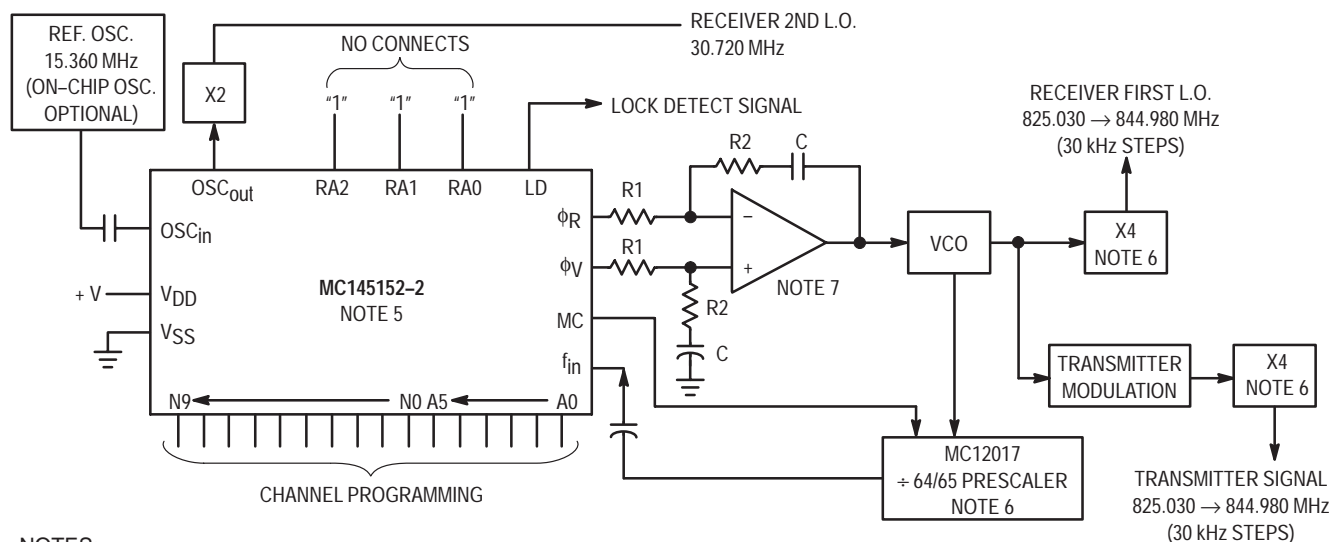 REF. OSC.
15.360 MHz
(ON–CHIP OSC.
OPTIONAL)
X2
RECEIVER 2ND L.O.
30.720 MHz
NO CONNECTS
“1” “1” “1”
LOCK DETECT SIGNAL
RECEIVER FIRST L.O.
825.030 → 844.980 MHz
(30 kHz STEPS)
OSCout RA2 RA1 RA0 LD
OSCin
+ V VDD
VSS
MC145152–2
NOTE 5
ϕR
ϕV
MC
fin
R1
R1
R2 C
–
+
NOTE 7
R2
C
VCO
X4
NOTE 6
TRANSMITTER
MODULATION
X4
NOTE 6
N9 N0 A5 A0
CHANNEL PROGRAMMING
MC12017
÷ 64/65 PRESCALER
NOTE 6
TRANSMITTER SIGNAL
825.030 → 844.980 MHz
(30 kHz STEPS)